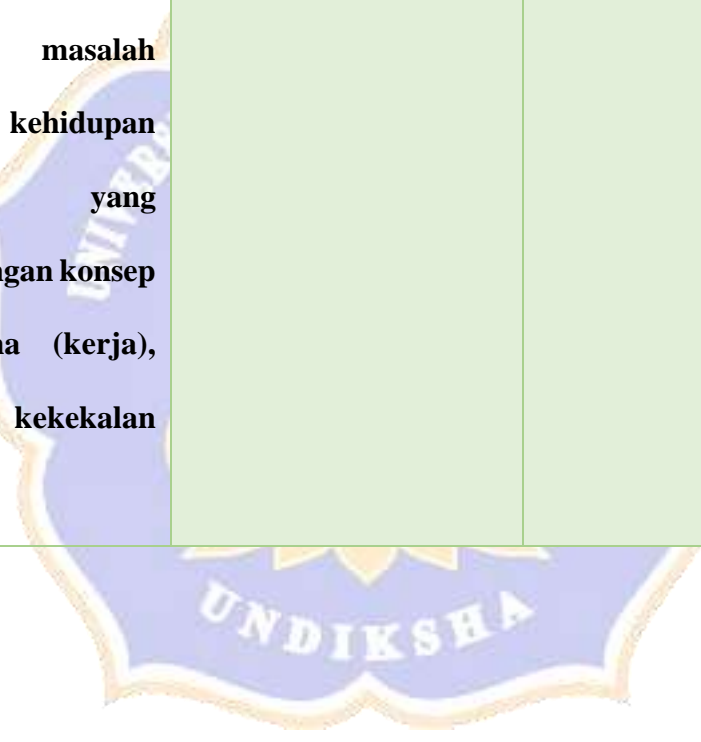 masalah
kehidupan
yang
ngan konsep
(kerja),
kekekalan
UNDIKSHA